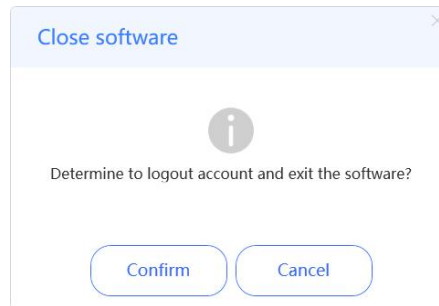 Close software
Determine to logout account and exit the software?
Confirm Cancel